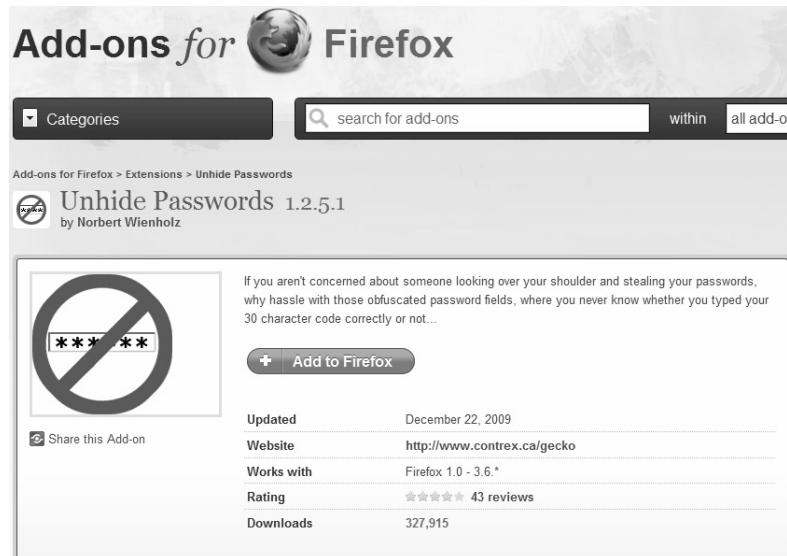 Add-ons for Firefox
Categories
search for add-ons
within
all add-o
Add-ons for Firefox > Extensions > Unhide Passwords
Unhide Passwords 1.2.5.1
by Norbert Wienholz
If you aren't concerned about someone looking over your shoulder and stealing your passwords,
why hassle with those obfuscated password fields, where you never know whether you typed your
30 character code correctly or not...
******
+ Add to Firefox
Share this Add-on
Updated December 22, 2009
Website http://www.contrex.ca/gecko
Works with Firefox 1.0 - 3.6.*
Rating 43 reviews
Downloads 327,915